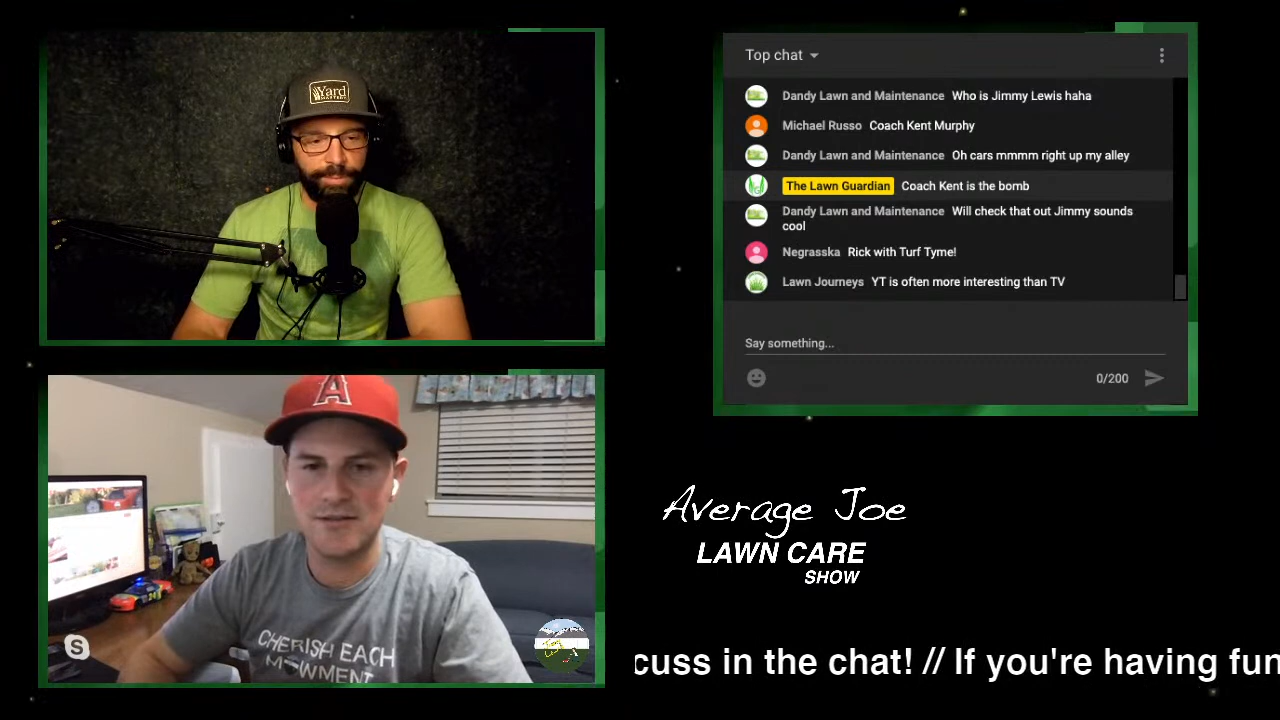 Yard
Top chat
Dandy Lawn and Maintenance Who is Jimmy Lewis haha
Michael Russo Coach Kent Murphy
Dandy Lawn and Maintenance Oh cars mmmm right up my alley
The Lawn Guardian Coach Kent is the bomb
Dandy Lawn and Maintenance Will check that out Jimmy sounds
cool
Negrasska Rick with Turf Tyme!
Lawn Journeys YT is often more interesting than TV
Say something...
0/200
A
CHERISH EACH
MOWMENT
S
24
Average Joe
LAWN CARE
SHOW
cuss in the chat! // If you're having fun